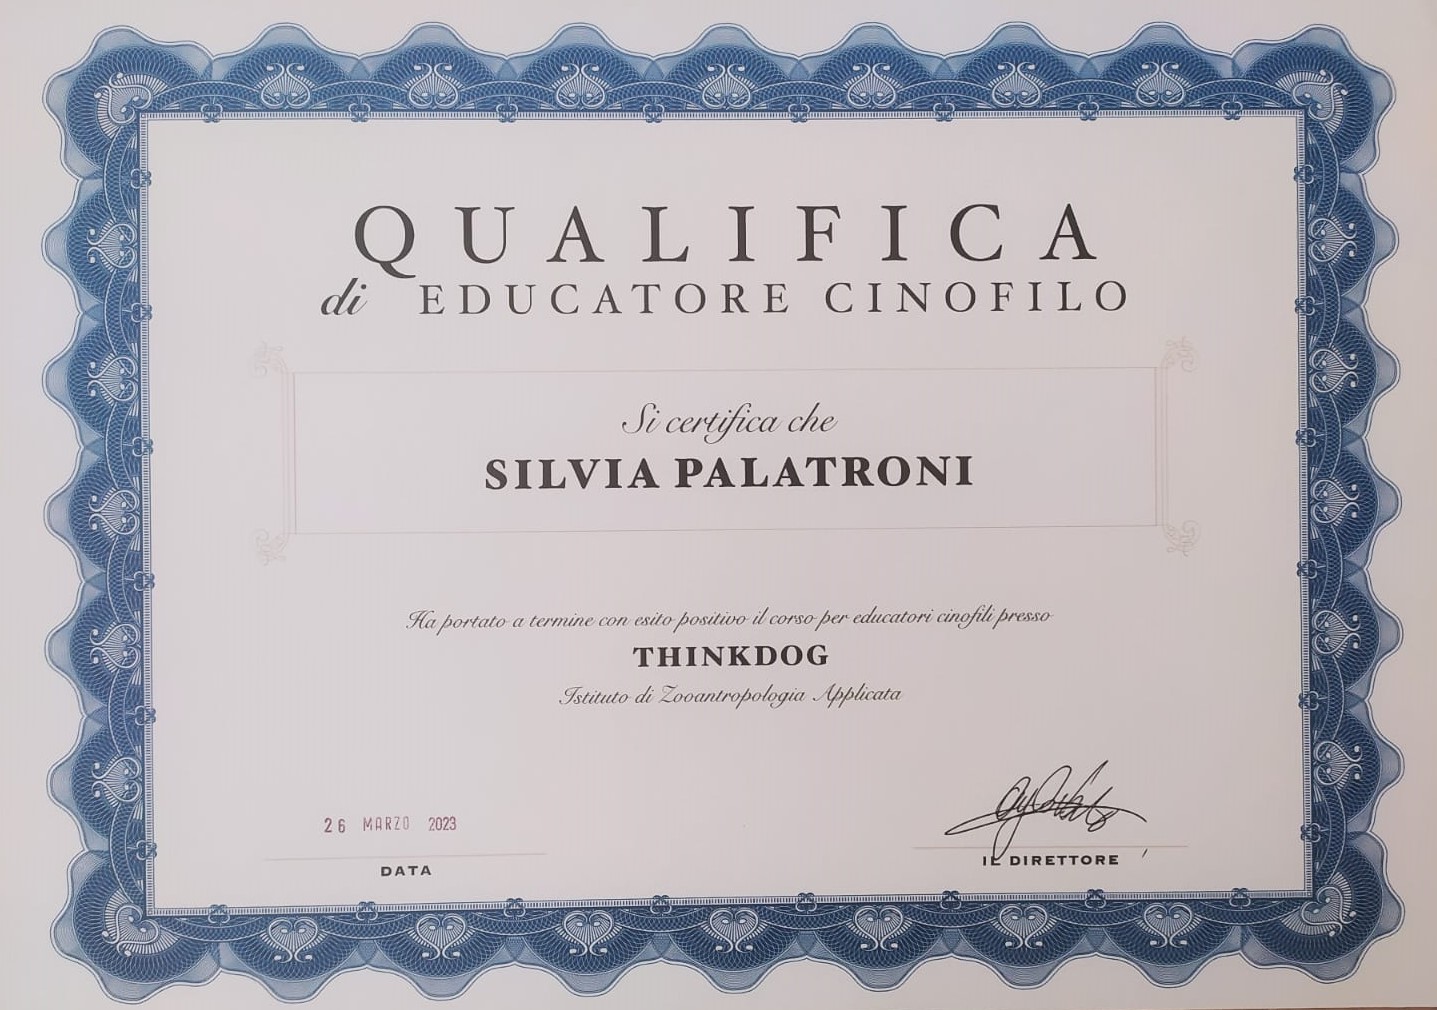 QUALIFICA
di EDUCATORE CINOFILO
Si certifica che
SILVIA PALATRONI
Ha portato a termine con esito positivo il corso per educatori cinofili presso
THINKDOG
Istituto di Zooantropologia Applicata
26 MARZO 2023
DATA
IL DIRETTORE